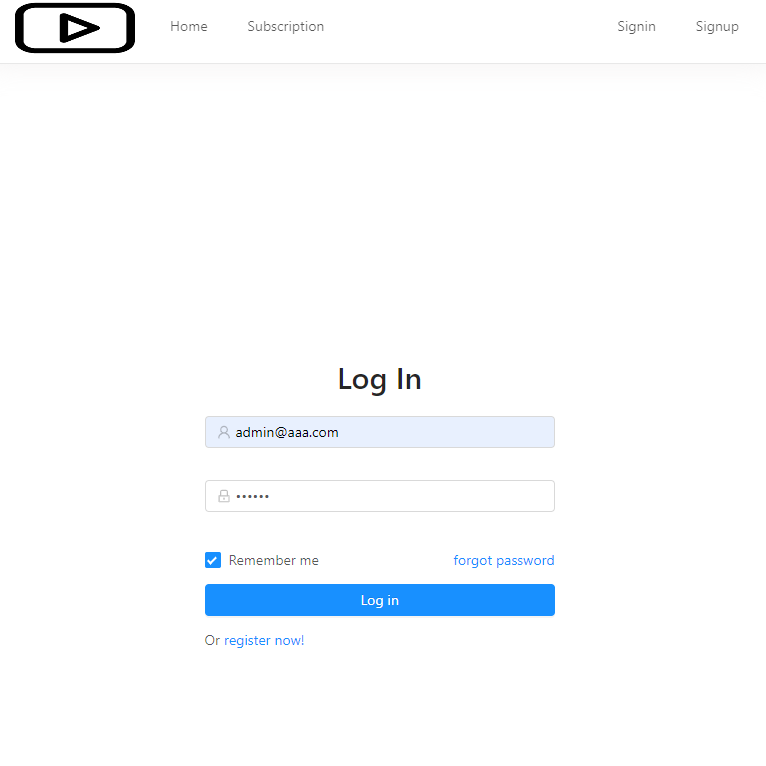 Home Subscription Signin Signup
Log In
admin@aaa.com
••••••
Remember me forgot password
Log in
Or register now!